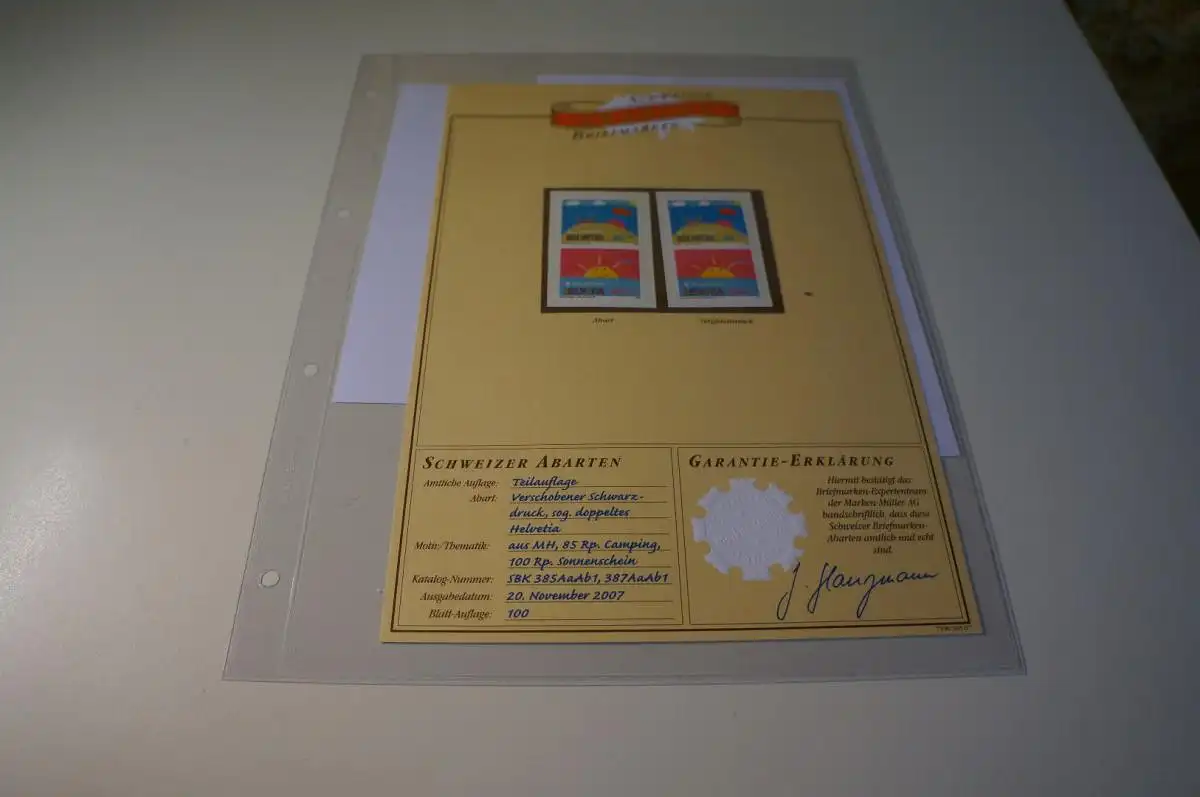 BRIEFMARKEN
Abart
SCHWEIZER ABARTEN
Amtliche Auflage: Teilauflage
Abart: Verschobener Schwarz-
druck, sog. doppeltes
Helvetia
Motiv/Thematik: aus MH, 85 Rp. Camping,
100 Rp. Sonnenschein
Katalog-Nummer: SBK 385AaAb1, 387AaAb1
Ausgabedatum: 20. November 2007
Blatt-Auflage: 100
GARANTIE-ERKLÄRUNG
Hiermit bestätigt das
Briefmarken-Expertenteam
der Marken Müller AG
handschriftlich, dass diese
Schweizer Briefmarken-
Abarten amtlich und echt
sind.